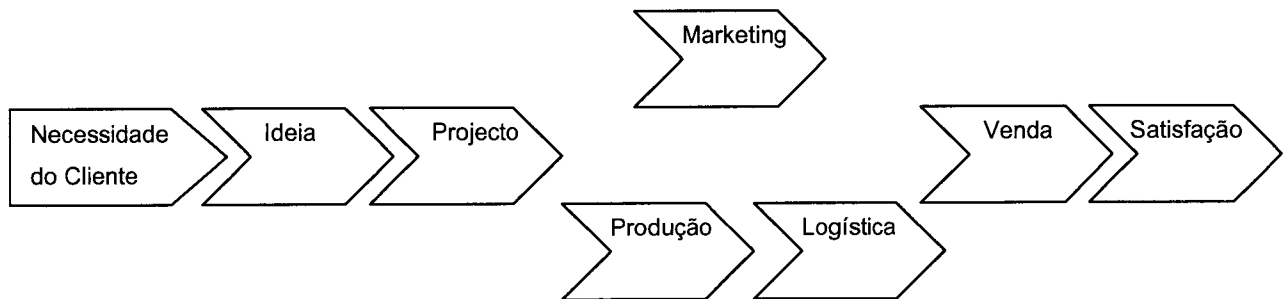 Marketing
Necessidade
do Cliente
Ideia
Projecto
Venda
Satisfação
Produção
Logística